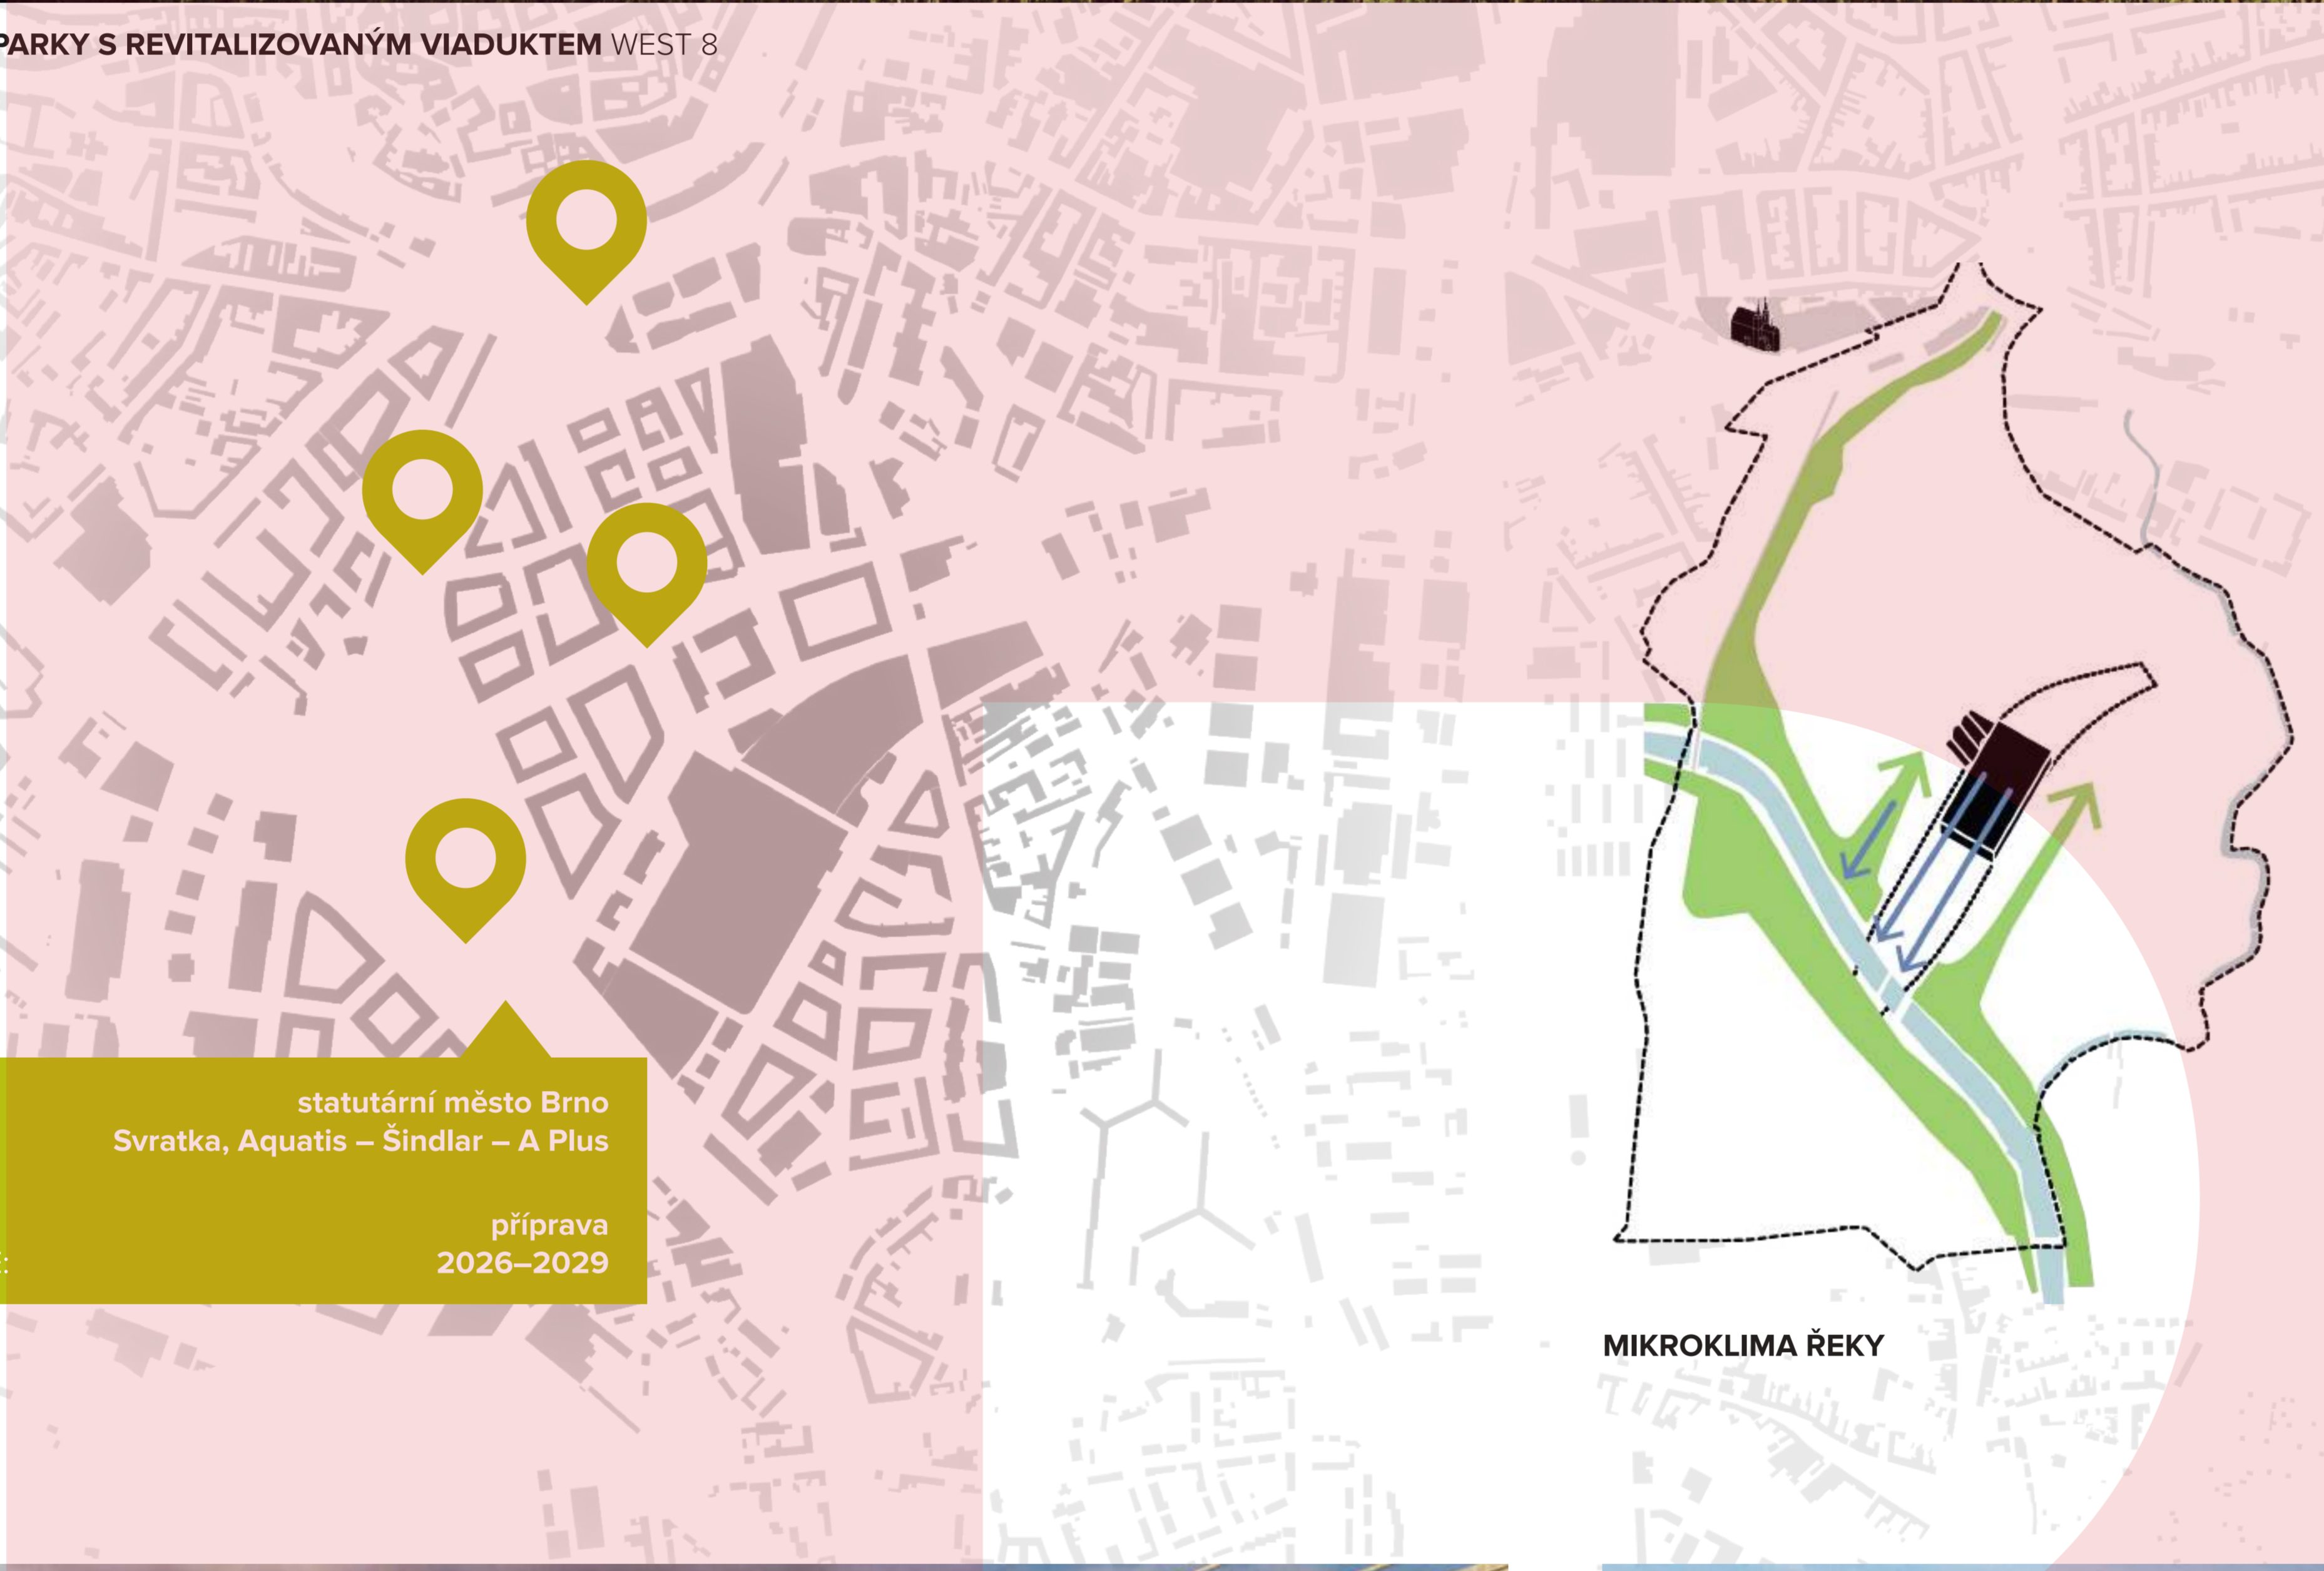 PARKY S REVITALIZOVANÝM VIADUKTEM WEST 8
statutární město Brno
Svratka, Aquatis – Šindlar – A Plus
příprava
2026–2029
MIKROKLIMA ŘEKY